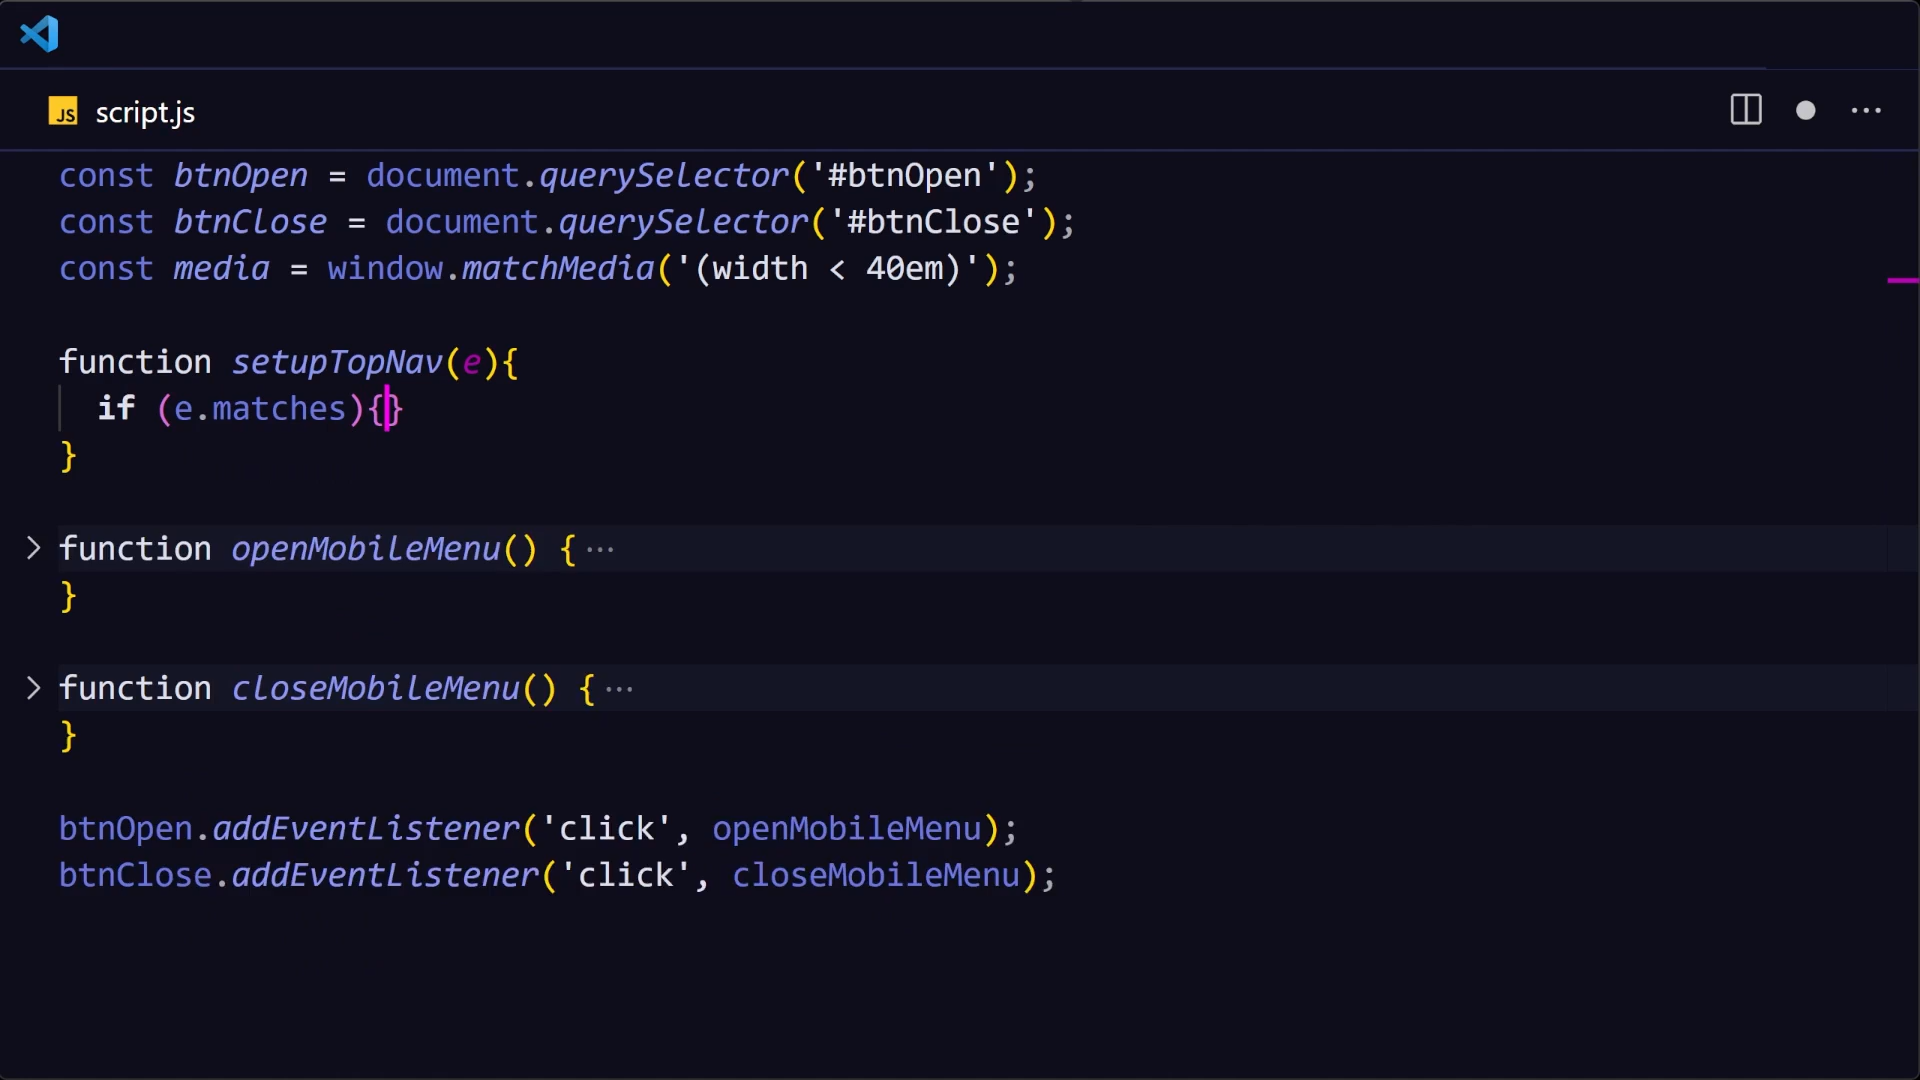 JS script.js
const btnOpen = document.querySelector('#btnOpen');
const btnClose = document.querySelector('#btnClose');
const media = window.matchMedia('(width < 40em)');
function setupTopNav(e){
if (e.matches){}
}
function openMobileMenu() { ···
}
function closeMobileMenu() { ···
}
btnOpen.addEventListener('click', openMobileMenu);
btnClose.addEventListener('click', closeMobileMenu);